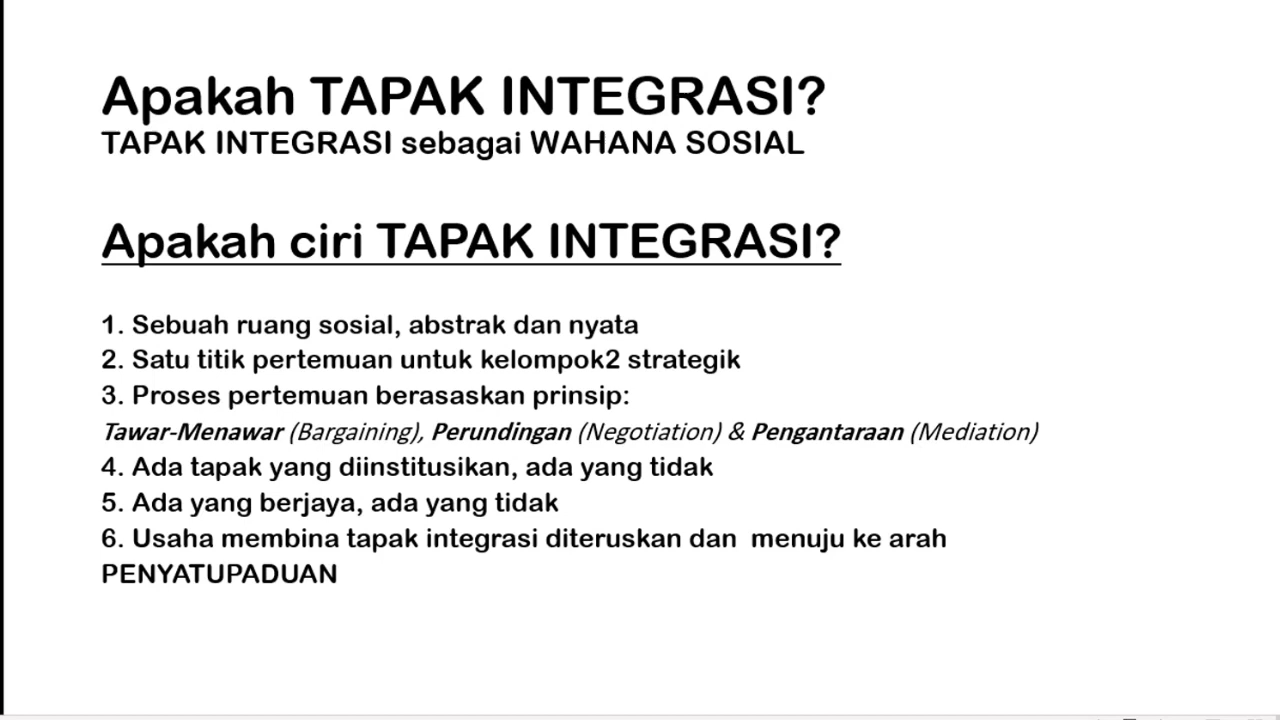 Apakah TAPAK INTEGRASI?
TAPAK INTEGRASI sebagai WAHANA SOSIAL
Apakah ciri TAPAK INTEGRASI?
1. Sebuah ruang sosial, abstrak dan nyata
2. Satu titik pertemuan untuk kelompok2 strategik
3. Proses pertemuan berasaskan prinsip:
Tawar-Menawar (Bargaining), Perundingan (Negotiation) & Pengantaraan (Mediation)
4. Ada tapak yang diinstitusikan, ada yang tidak
5. Ada yang berjaya, ada yang tidak
6. Usaha membina tapak integrasi diteruskan dan  menuju ke arah
PENYATUPADUAN